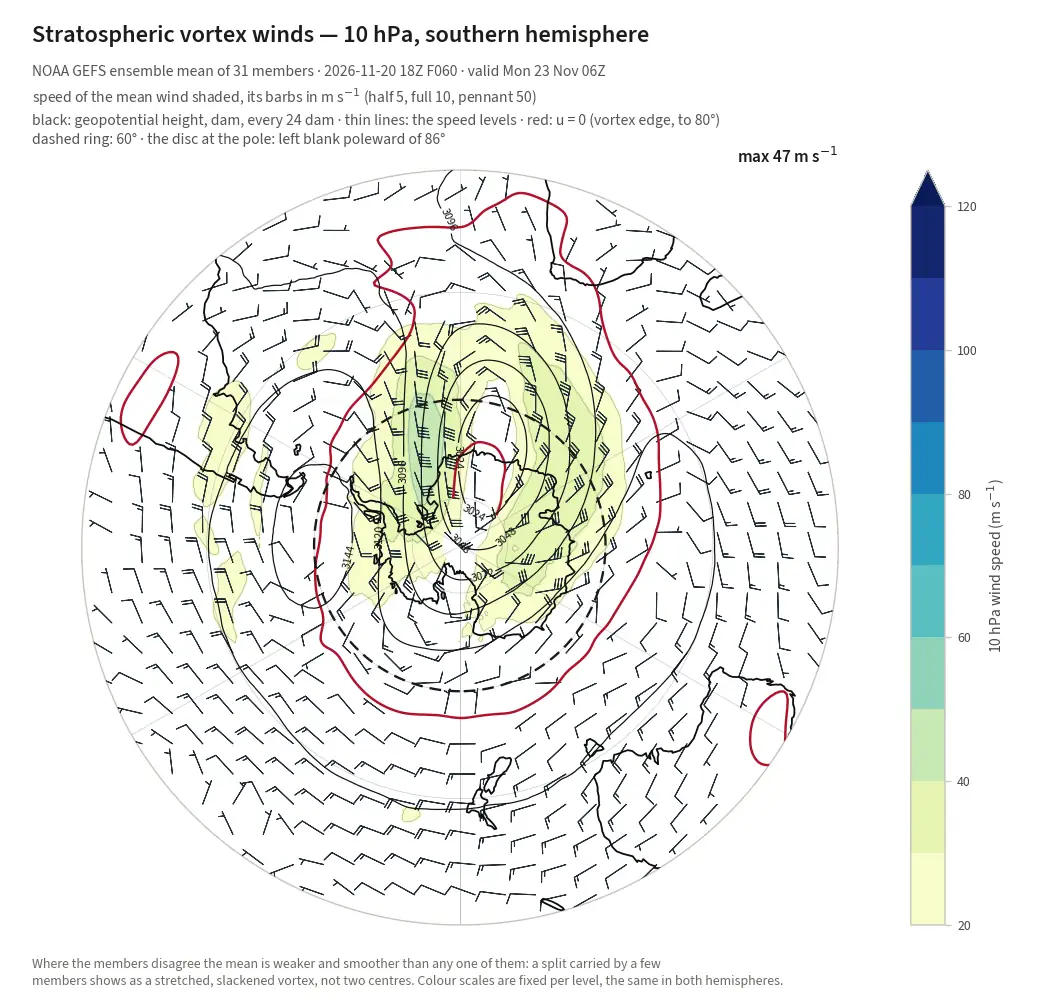 Stratospheric vortex winds — 10 hPa, southern hemisphere
NOAA GEFS ensemble mean of 31 members · 2026-11-20 18Z F060 · valid Mon 23 Nov 06Z
speed of the mean wind shaded, its barbs in m s⁻¹ (half 5, full 10, pennant 50)
black: geopotential height, dam, every 24 dam · thin lines: the speed levels · red: u = 0 (vortex edge, to 80°)
dashed ring: 60° · the disc at the pole: left blank poleward of 86°
max 47 m s⁻¹
120
100
80
60
40
20
10 hPa wind speed (m s⁻¹)
3096
3024
3048
3072
3144
Where the members disagree the mean is weaker and smoother than any one of them: a split carried by a few
members shows as a stretched, slackened vortex, not two centres. Colour scales are fixed per level, the same in both hemispheres.